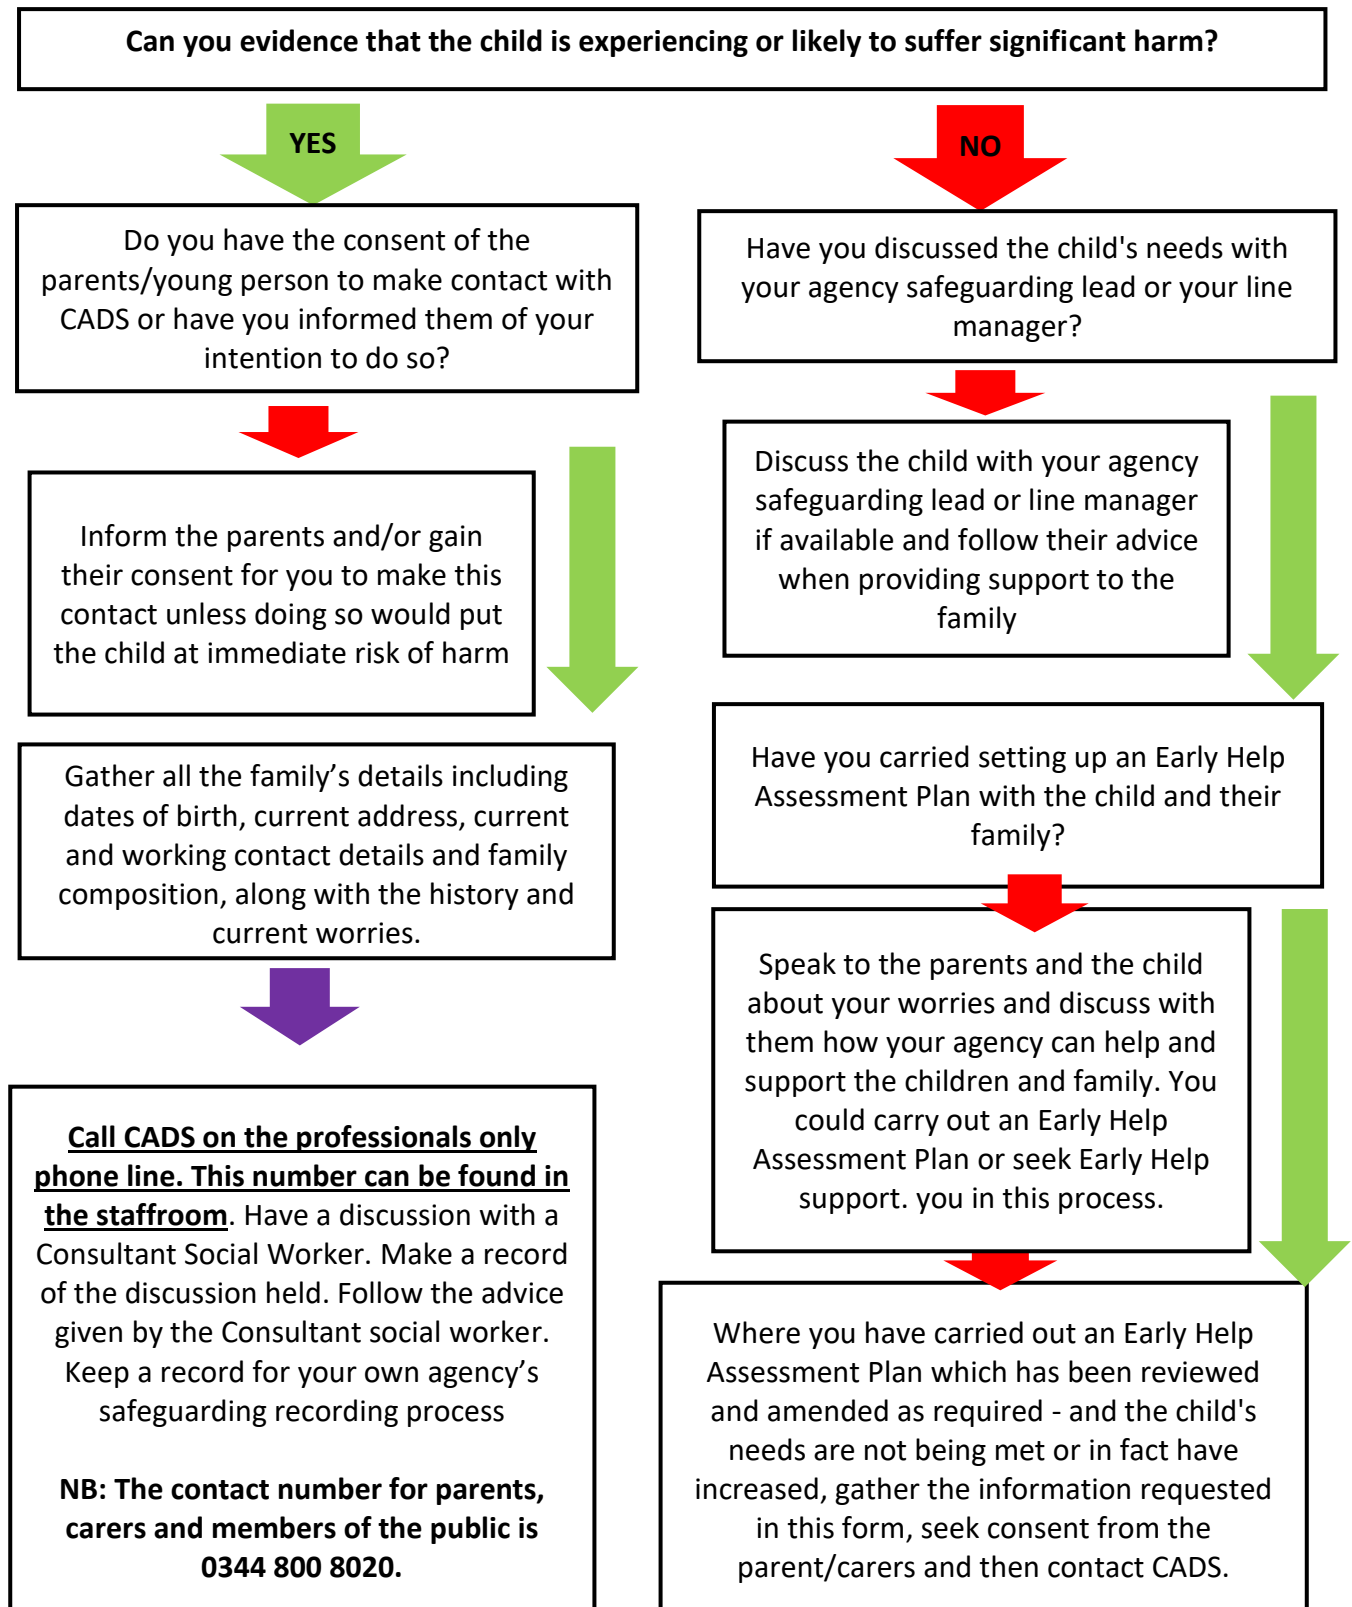 Can you evidence that the child is experiencing or likely to suffer significant harm?
YES
NO
Do you have the consent of the
parents/young person to make contact with
CADS or have you informed them of your
intention to do so?
Have you discussed the child's needs with
your agency safeguarding lead or your line
manager?
Inform the parents and/or gain
their consent for you to make this
contact unless doing so would put
the child at immediate risk of harm
Discuss the child with your agency
safeguarding lead or line manager
if available and follow their advice
when providing support to the
family
Gather all the family’s details including
dates of birth, current address, current
and working contact details and family
composition, along with the history and
current worries.
Have you carried setting up an Early Help
Assessment Plan with the child and their
family?
Speak to the parents and the child
about your worries and discuss with
them how your agency can help and
support the children and family. You
could carry out an Early Help
Assessment Plan or seek Early Help
support. you in this process.
Call CADS on the professionals only
phone line. This number can be found in
the staffroom. Have a discussion with a
Consultant Social Worker. Make a record
of the discussion held. Follow the advice
given by the Consultant social worker.
Keep a record for your own agency’s
safeguarding recording process
NB: The contact number for parents,
carers and members of the public is
0344 800 8020.
Where you have carried out an Early Help
Assessment Plan which has been reviewed
and amended as required - and the child's
needs are not being met or in fact have
increased, gather the information requested
in this form, seek consent from the
parent/carers and then contact CADS.